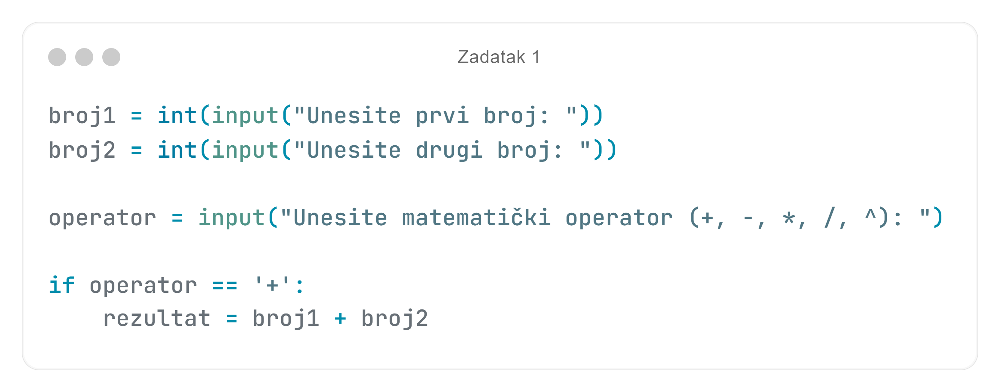 Zadatak 1
broj1 = int(input("Unesite prvi broj: "))
broj2 = int(input("Unesite drugi broj: "))
operator = input("Unesite matematički operator (+, -, *, /, ^): ")
if operator == '+':
    rezultat = broj1 + broj2